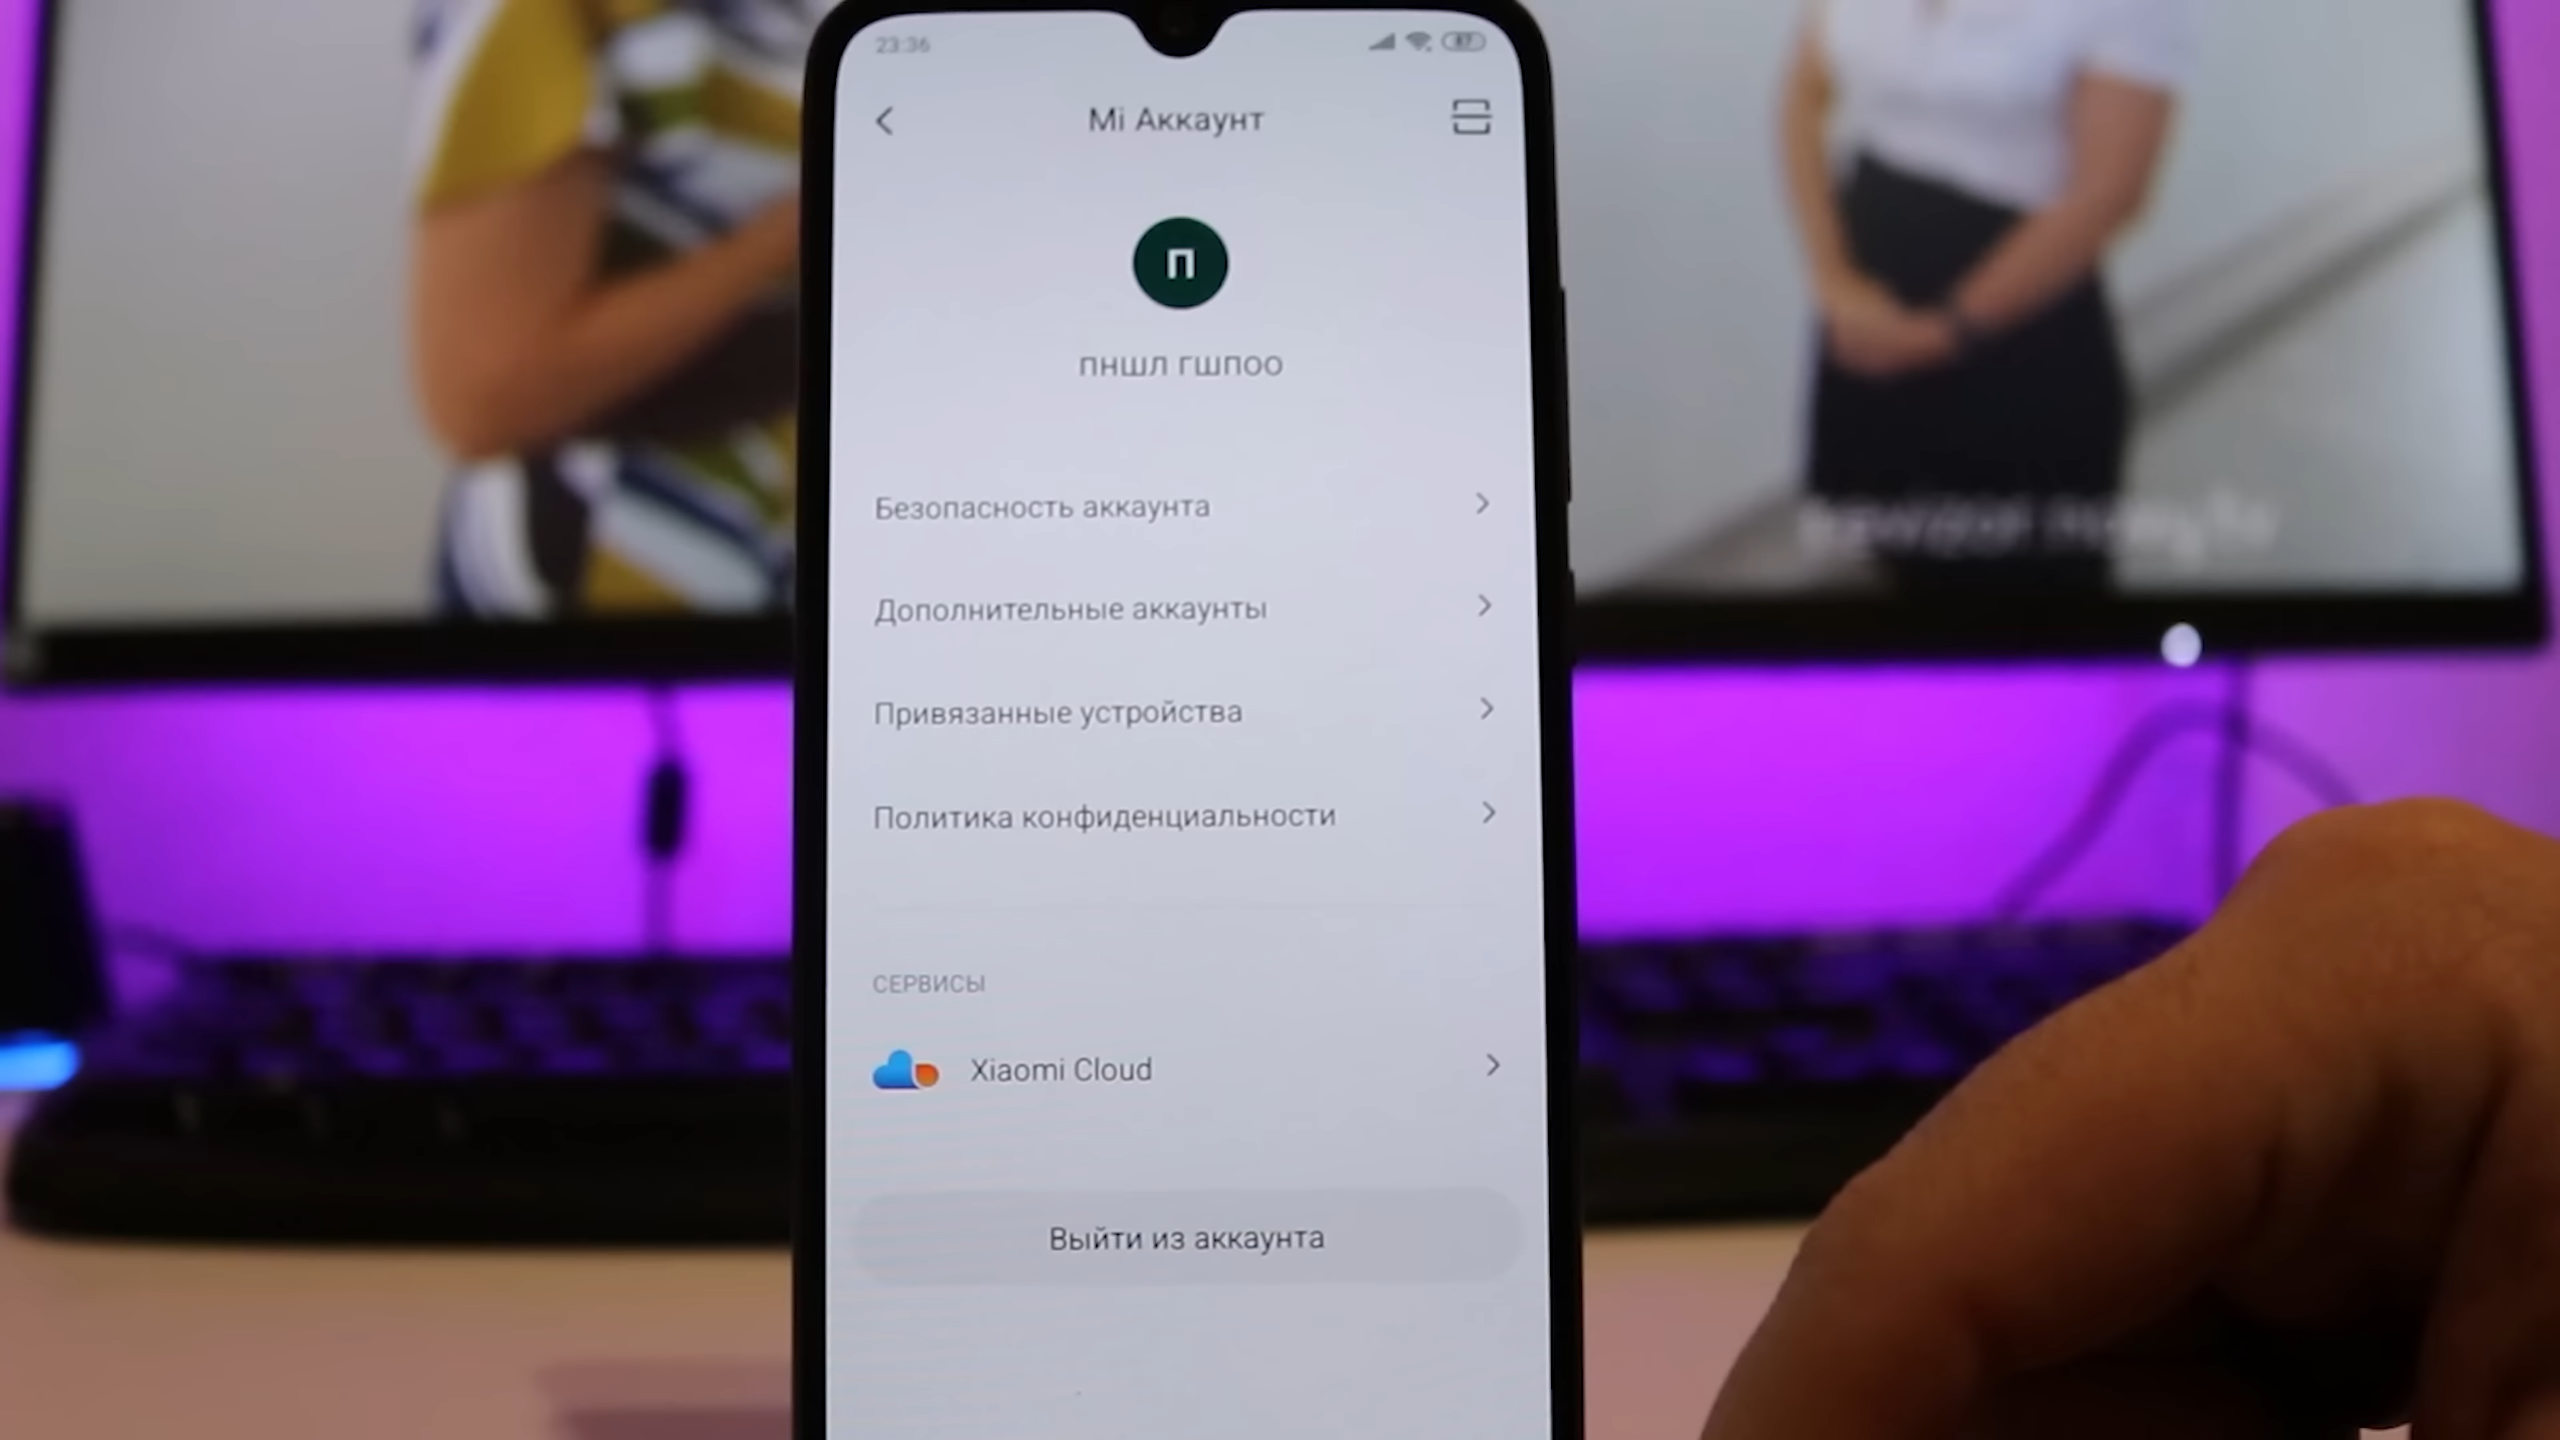 23:36
87
Mi Аккаунт
П
пншл гшпоо
Безопасность аккаунта
Дополнительные аккаунты
Привязанные устройства
Политика конфиденциальности
СЕРВИСЫ
Xiaomi Cloud
Выйти из аккаунта